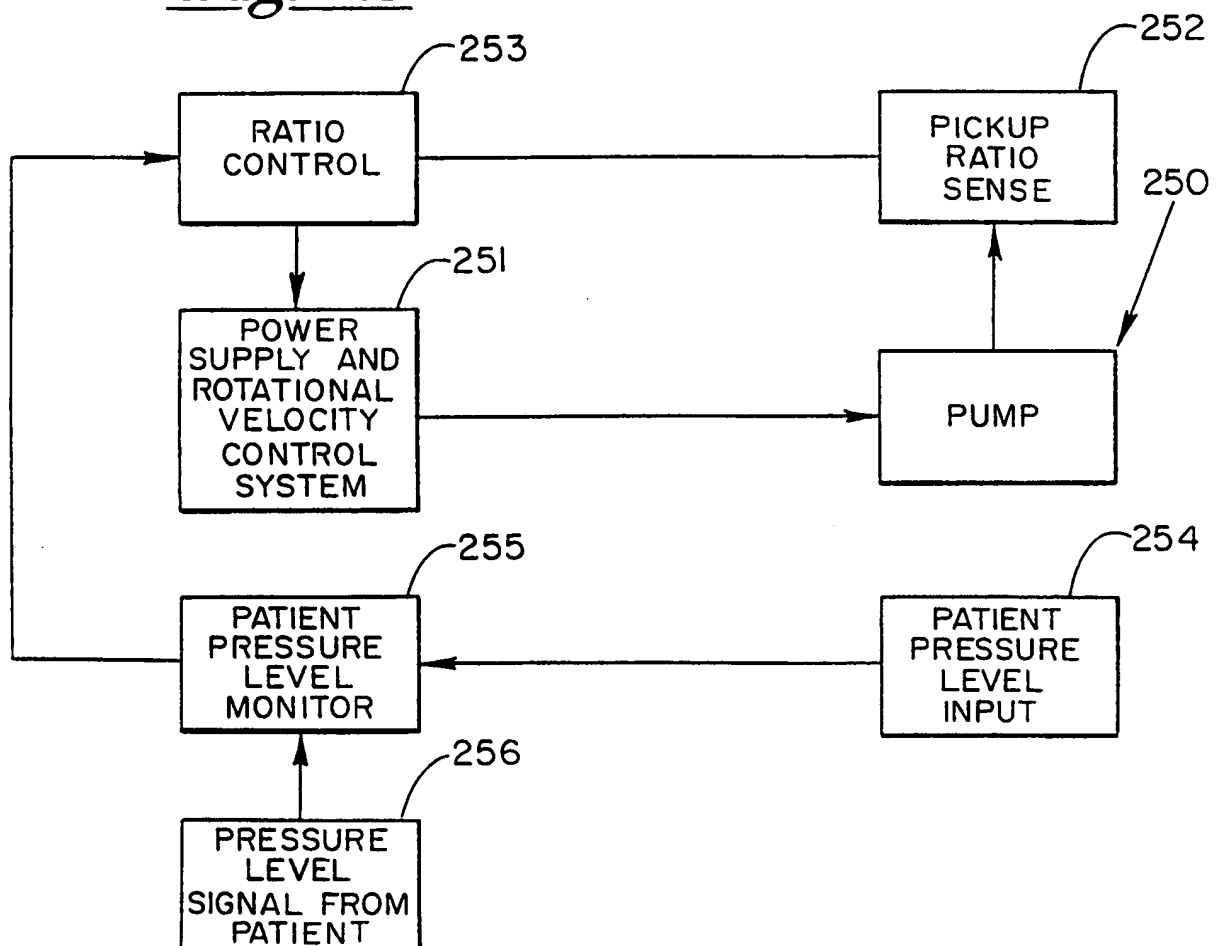 253
252
RATIO
CONTROL
PICKUP
RATIO
SENSE
250
251
POWER
SUPPLY AND
ROTATIONAL
VELOCITY
CONTROL
SYSTEM
PUMP
255
254
PATIENT
PRESSURE
LEVEL
MONITOR
PATIENT
PRESSURE
LEVEL
INPUT
256
PRESSURE
LEVEL
SIGNAL FROM
PATIENT